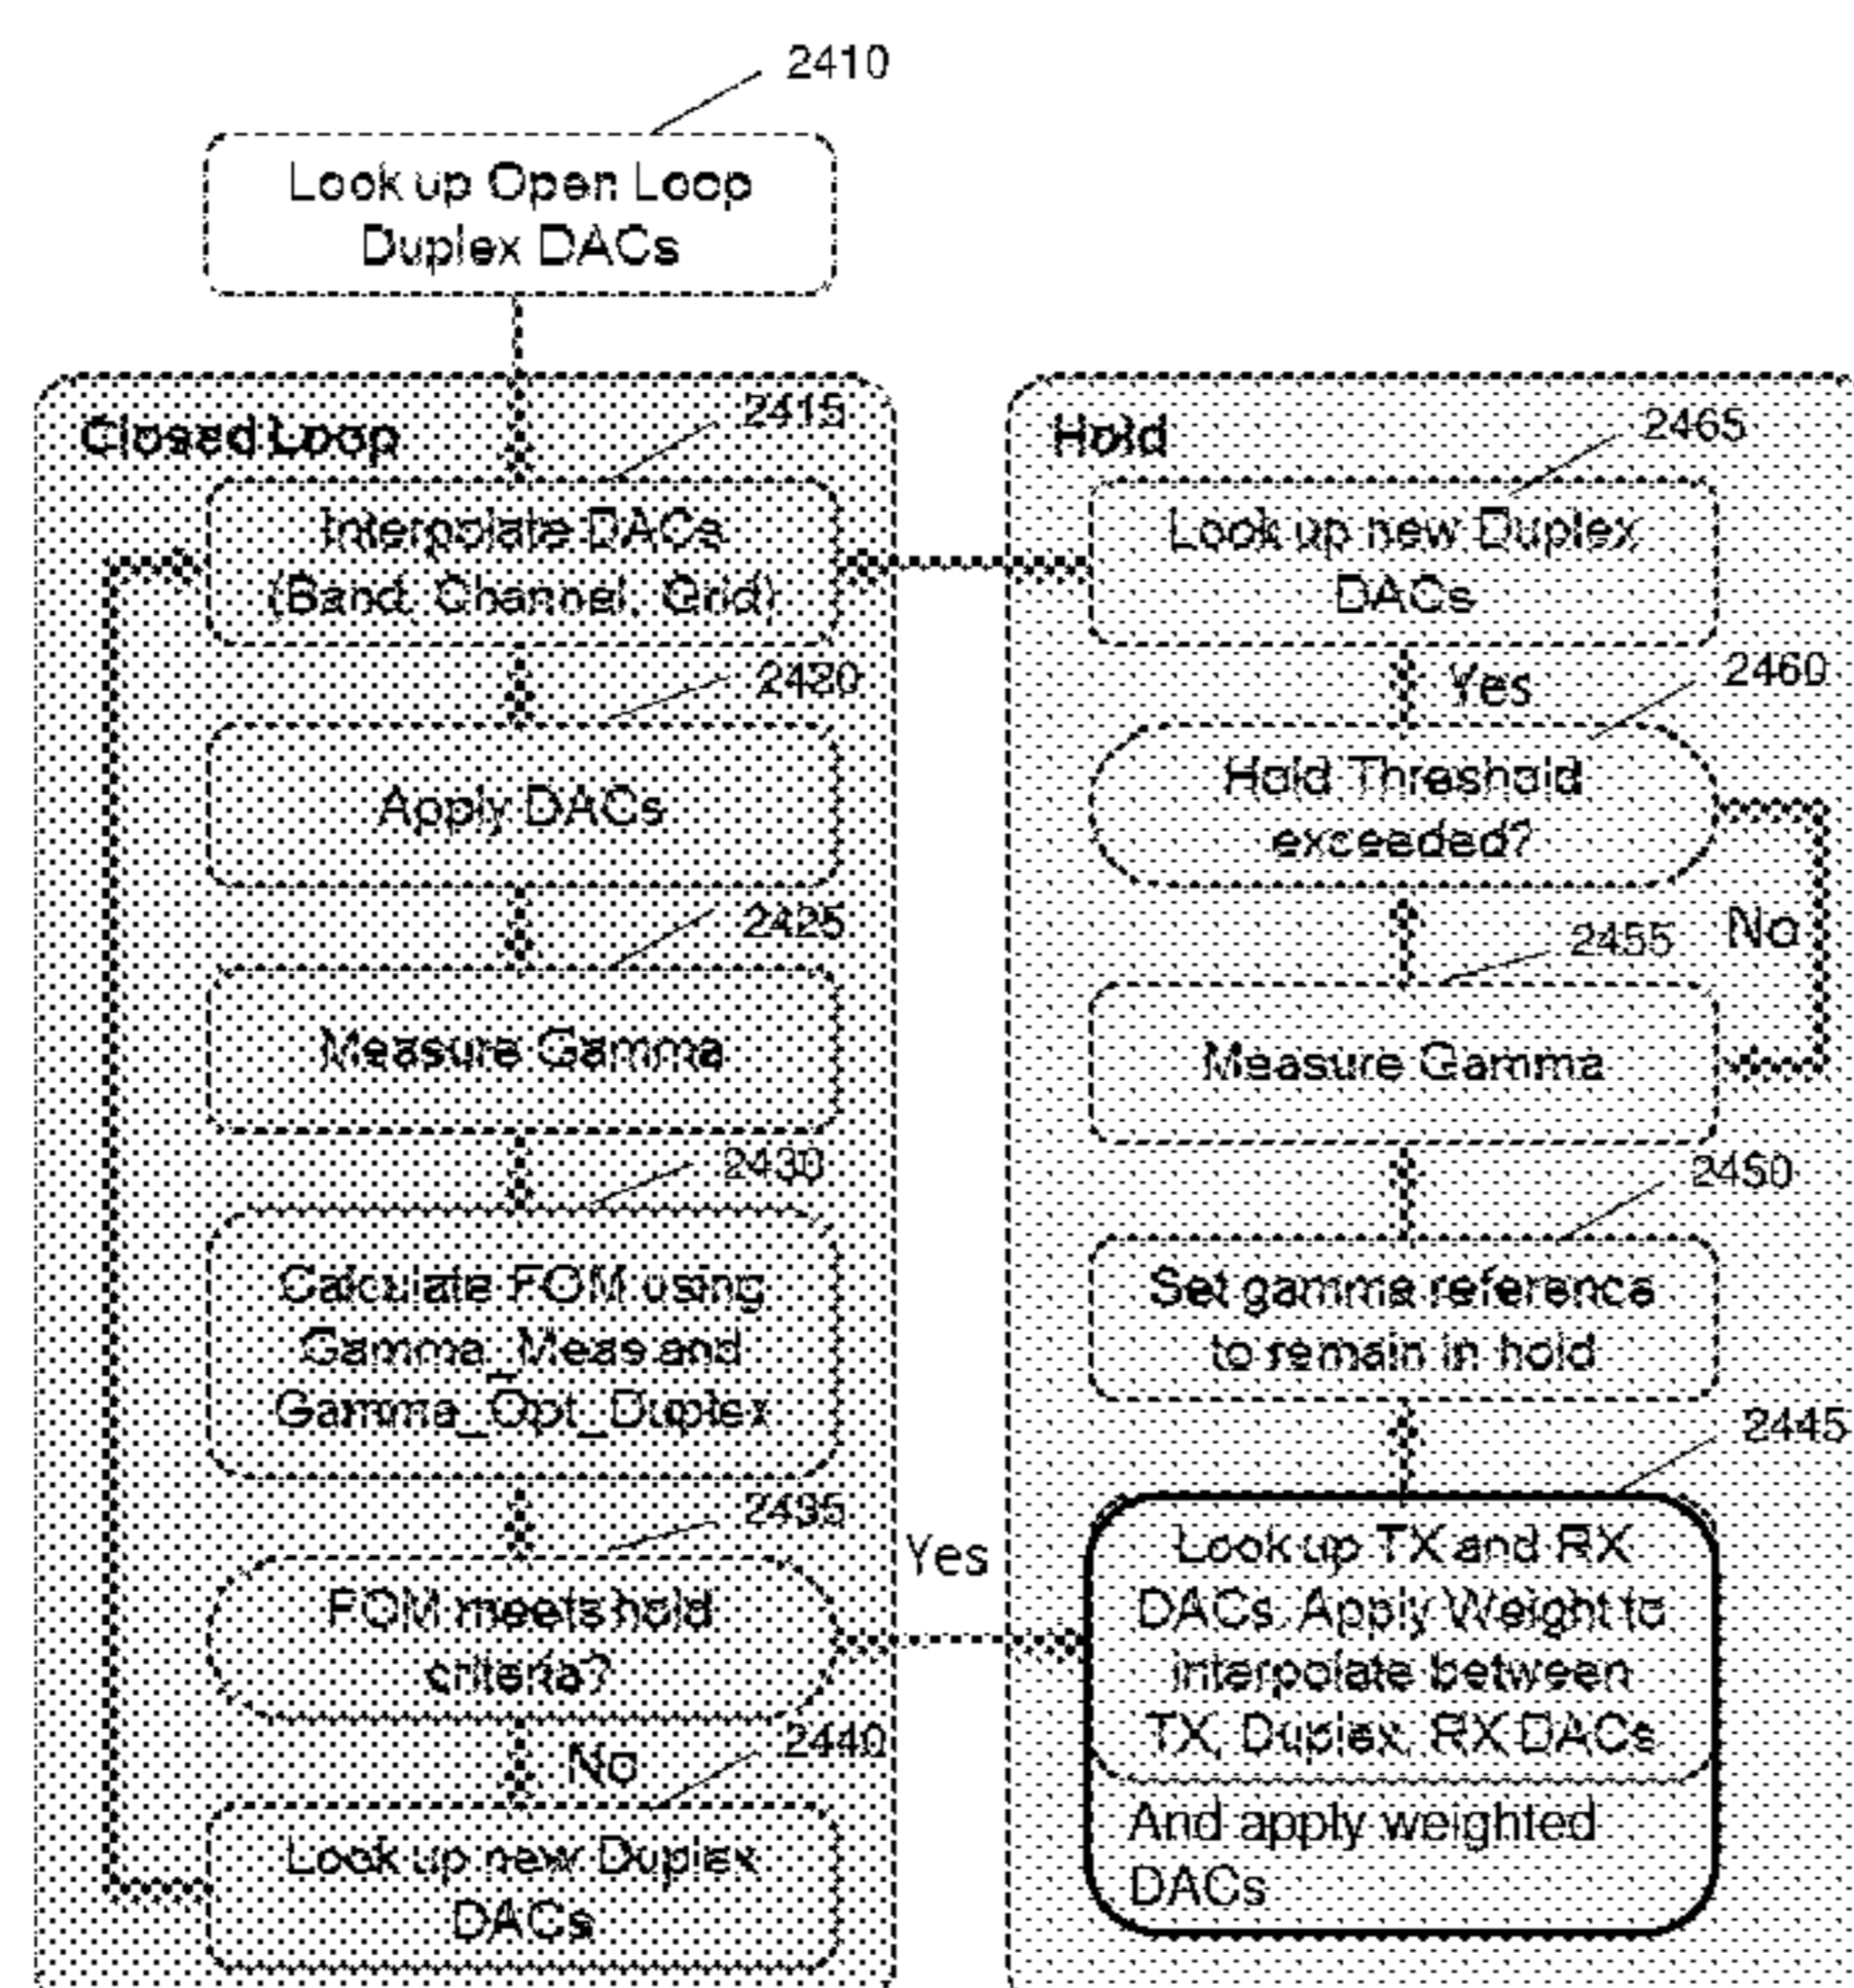 2410
Look up Open Loop
Duplex DACs
Closed Loop
2415
Interpolate DACs
(Band, Channel, Grid)
2420
Apply DACs
2425
Measure Gamma
2430
Calculate FOM using
Gamma_Meas and
Gamma_Opt_Duplex
2435
FOM meets hold
criteria?
Yes
No
2440
Look up new Duplex
DACs
Hold
2465
Look up new Duplex
DACs
Yes
2460
Hold Threshold
exceeded?
No
2455
Measure Gamma
2450
Set gamma reference
to remain in hold
2445
Look up TX and RX
DACs. Apply Weight to
interpolate between
TX, Duplex, RX DACs
And apply weighted
DACs